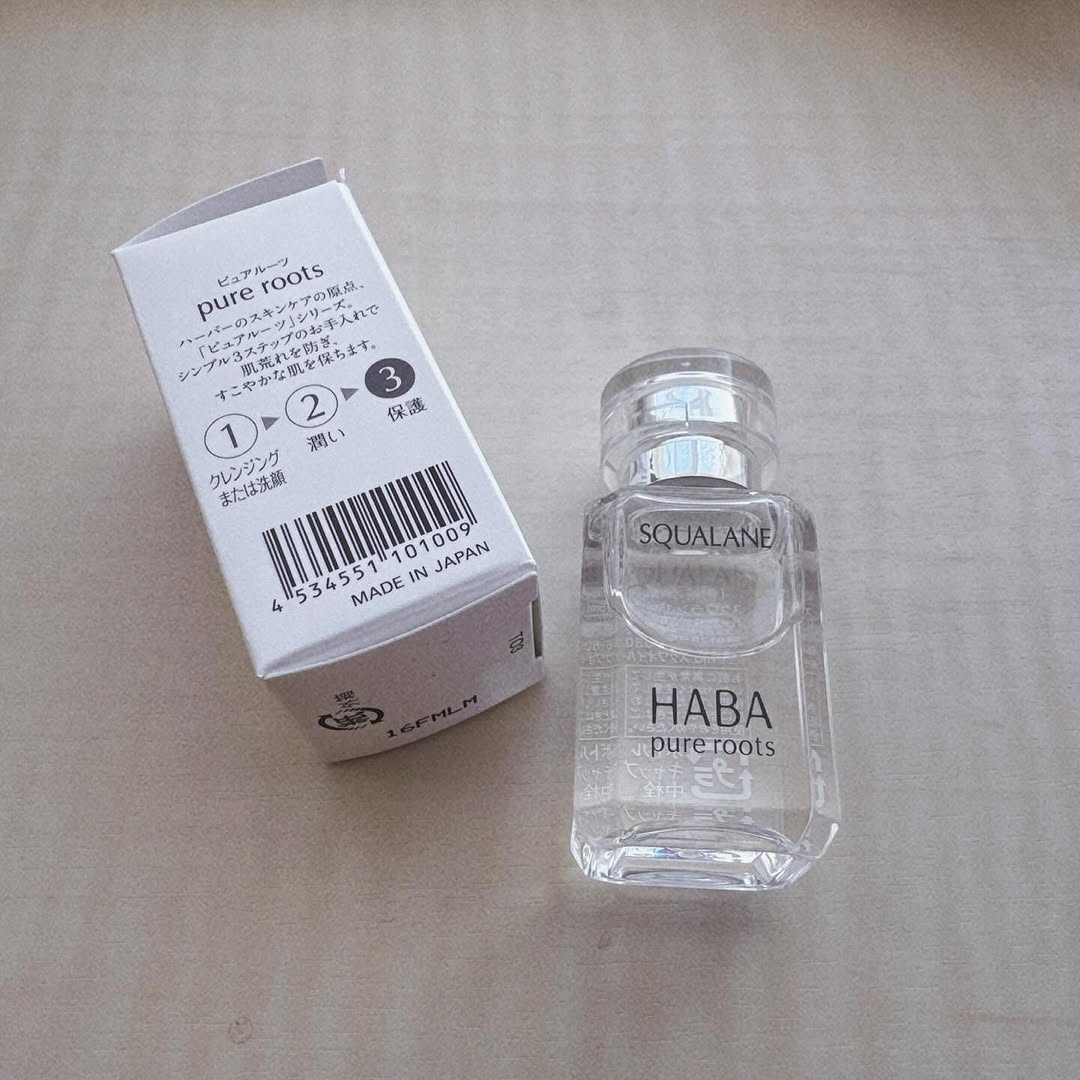 ピュアルーツ
pure roots
ハーバーのスキンケアの原点、
「ピュアルーツ」シリーズ。
シンプル3ステップのお手入れで
肌荒れを防ぎ、
すこやかな肌を保ちます。
1 ▶ 2 ▶ 3
クレンジング
または洗顔
潤い
保護
4 534551 101009
MADE IN JAPAN
TO3
16FMLM
SQUALANE
HABA
pure roots